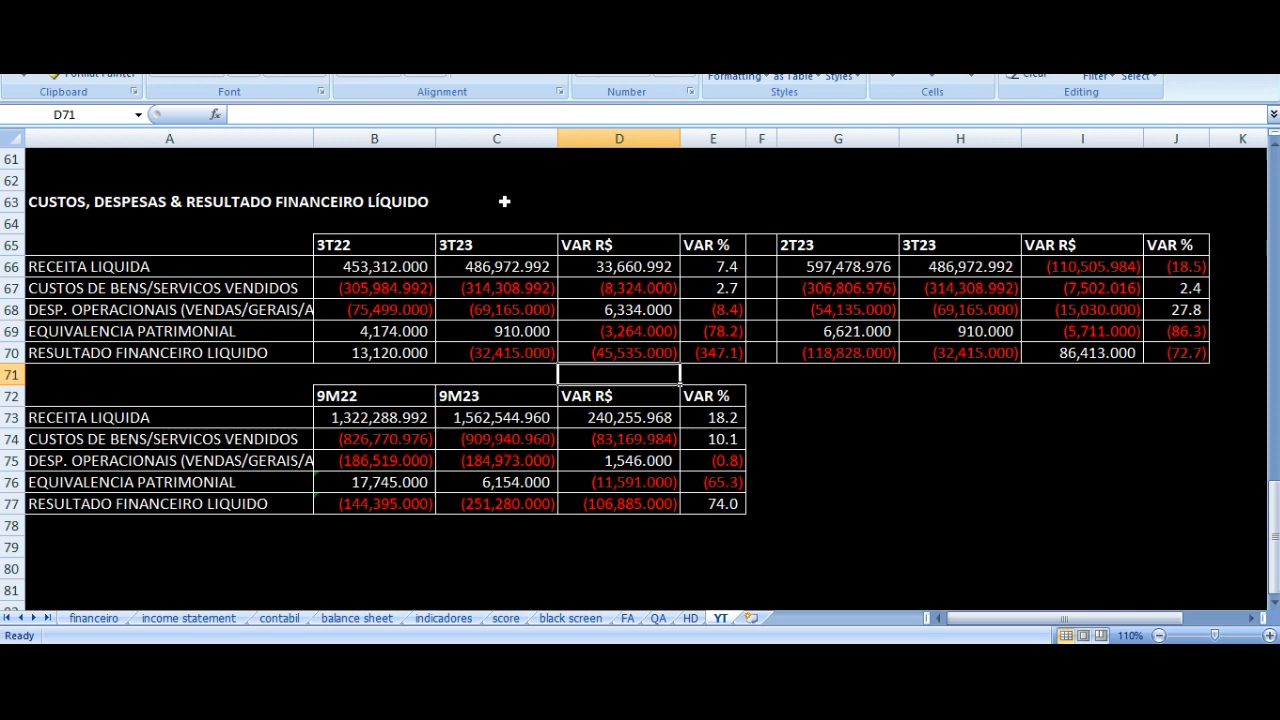 Format Painter
Formatting as Table Styles Clear Filter Select
Clipboard Font Alignment Number Styles Cells Editing
D71 fx
A B C D E F G H I J K
61
62
63 CUSTOS, DESPESAS & RESULTADO FINANCEIRO LÍQUIDO
64
65 3T22 3T23 VAR R$ VAR % 2T23 3T23 VAR R$ VAR %
66 RECEITA LIQUIDA 453,312.000 486,972.992 33,660.992 7.4 597,478.976 486,972.992 (110,505.984) (18.5)
67 CUSTOS DE BENS/SERVICOS VENDIDOS (305,984.992) (314,308.992) (8,324.000) 2.7 (306,806.976) (314,308.992) (7,502.016) 2.4
68 DESP. OPERACIONAIS (VENDAS/GERAIS/A (75,499.000) (69,165.000) 6,334.000 (8.4) (54,135.000) (69,165.000) (15,030.000) 27.8
69 EQUIVALENCIA PATRIMONIAL 4,174.000 910.000 (3,264.000) (78.2) 6,621.000 910.000 (5,711.000) (86.3)
70 RESULTADO FINANCEIRO LIQUIDO 13,120.000 (32,415.000) (45,535.000) (347.1) (118,828.000) (32,415.000) 86,413.000 (72.7)
71
72 9M22 9M23 VAR R$ VAR %
73 RECEITA LIQUIDA 1,322,288.992 1,562,544.960 240,255.968 18.2
74 CUSTOS DE BENS/SERVICOS VENDIDOS (826,770.976) (909,940.960) (83,169.984) 10.1
75 DESP. OPERACIONAIS (VENDAS/GERAIS/A (186,519.000) (184,973.000) 1,546.000 (0.8)
76 EQUIVALENCIA PATRIMONIAL 17,745.000 6,154.000 (11,591.000) (65.3)
77 RESULTADO FINANCEIRO LIQUIDO (144,395.000) (251,280.000) (106,885.000) 74.0
78
79
80
81
financeiro income statement contabil balance sheet indicadores score black screen FA QA HD YT
Ready 110%